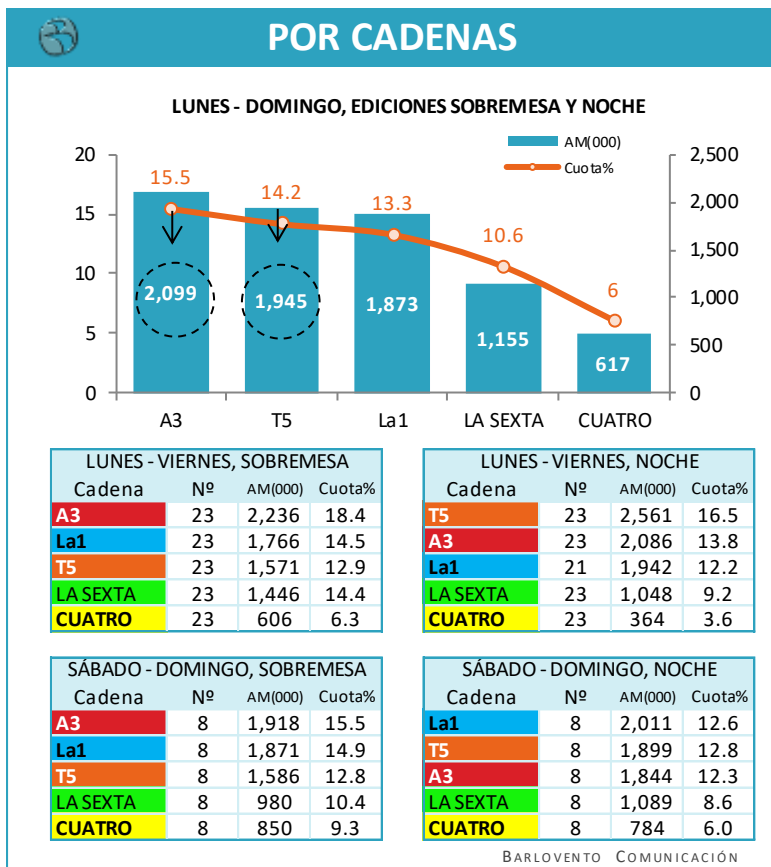 POR CADENAS
LUNES - DOMINGO, EDICIONES SOBREMESA Y NOCHE
AM(000)
Cuota%
20 2,500
15 2,000
10 1,500
5 1,000
0 500
0
15.5 14.2 13.3 10.6 6
2,099 1,945 1,873 1,155 617
A3 T5 La1 LA SEXTA CUATRO
LUNES - VIERNES, SOBREMESA
Cadena Nº AM(000) Cuota%
A3 23 2,236 18.4
La1 23 1,766 14.5
T5 23 1,571 12.9
LA SEXTA 23 1,446 14.4
CUATRO 23 606 6.3
LUNES - VIERNES, NOCHE
Cadena Nº AM(000) Cuota%
T5 23 2,561 16.5
A3 23 2,086 13.8
La1 21 1,942 12.2
LA SEXTA 23 1,048 9.2
CUATRO 23 364 3.6
SÁBADO - DOMINGO, SOBREMESA
Cadena Nº AM(000) Cuota%
A3 8 1,918 15.5
La1 8 1,871 14.9
T5 8 1,586 12.8
LA SEXTA 8 980 10.4
CUATRO 8 850 9.3
SÁBADO - DOMINGO, NOCHE
Cadena Nº AM(000) Cuota%
La1 8 2,011 12.6
T5 8 1,899 12.8
A3 8 1,844 12.3
LA SEXTA 8 1,089 8.6
CUATRO 8 784 6.0
BARLOVENTO COMUNICACIÓN